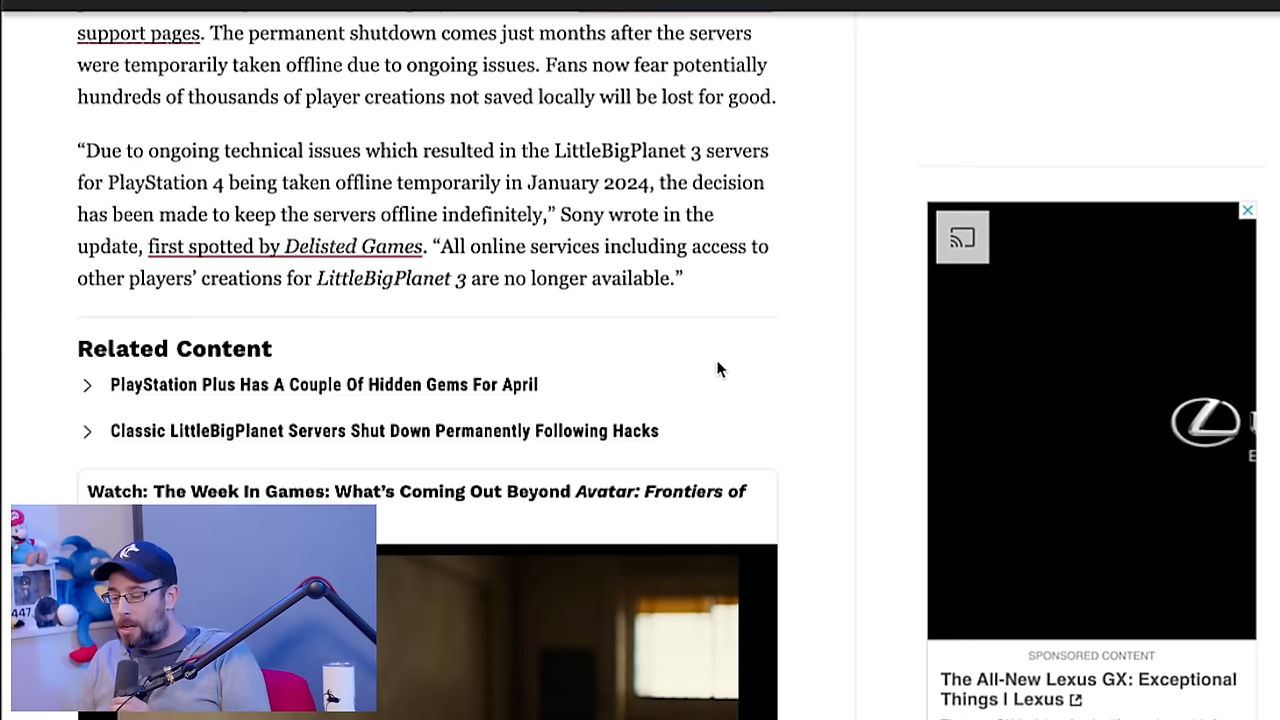 support pages. The permanent shutdown comes just months after the servers
were temporarily taken offline due to ongoing issues. Fans now fear potentially
hundreds of thousands of player creations not saved locally will be lost for good.
“Due to ongoing technical issues which resulted in the LittleBigPlanet 3 servers
for PlayStation 4 being taken offline temporarily in January 2024, the decision
has been made to keep the servers offline indefinitely,” Sony wrote in the
update, first spotted by Delisted Games. “All online services including access to
other players’ creations for LittleBigPlanet 3 are no longer available.”
Related Content
PlayStation Plus Has A Couple Of Hidden Gems For April
Classic LittleBigPlanet Servers Shut Down Permanently Following Hacks
Watch: The Week In Games: What’s Coming Out Beyond Avatar: Frontiers of
447
SPONSORED CONTENT
The All-New Lexus GX: Exceptional
Things | Lexus